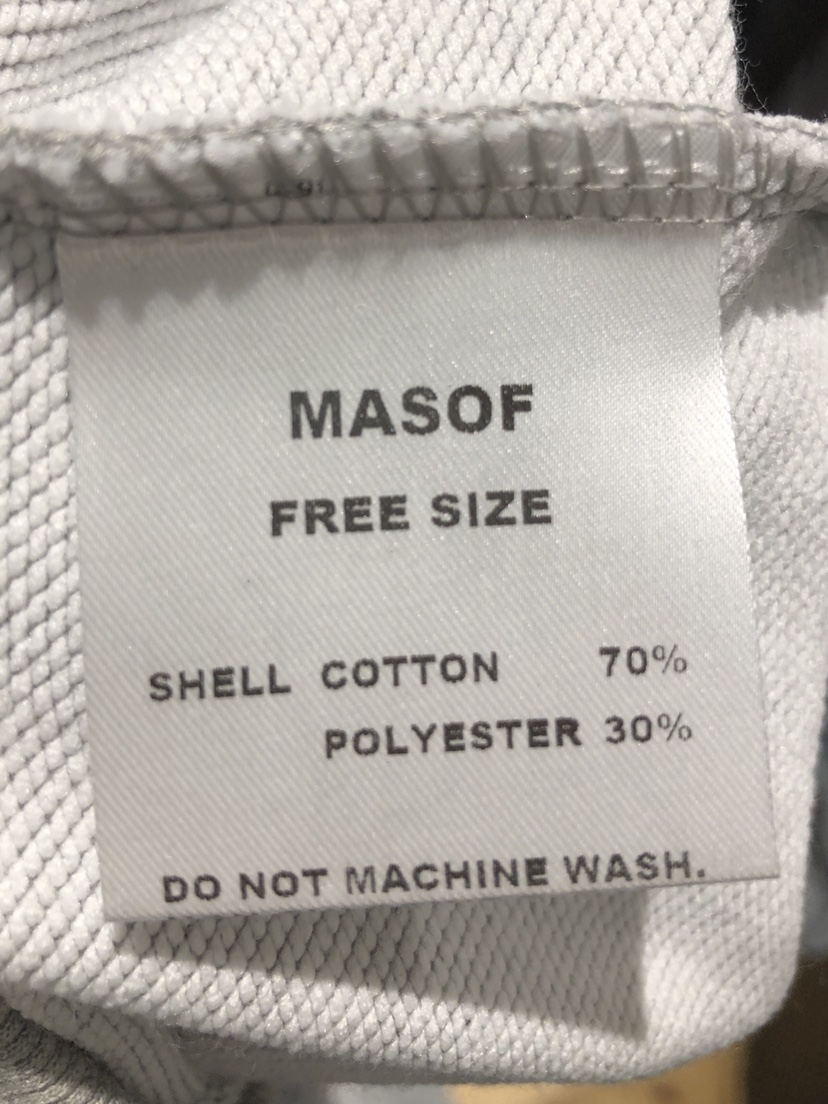 MASOF
FREE SIZE
SHELL COTTON 70%
POLYESTER 30%
DO NOT MACHINE WASH.